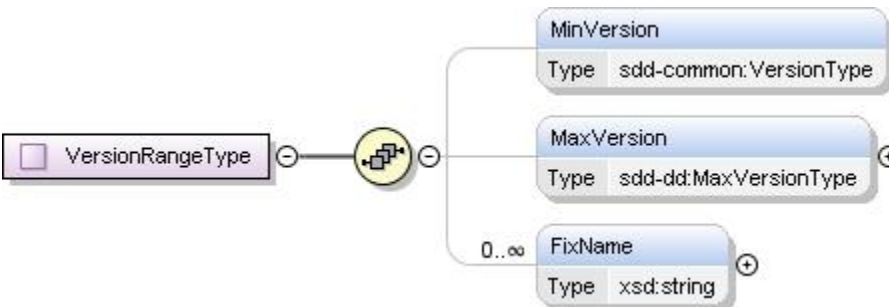 MinVersion
Type sdd-common:VersionType
VersionRangeType
MaxVersion
Type sdd-dd:MaxVersionType
0..∞
FixName
Type xsd:string